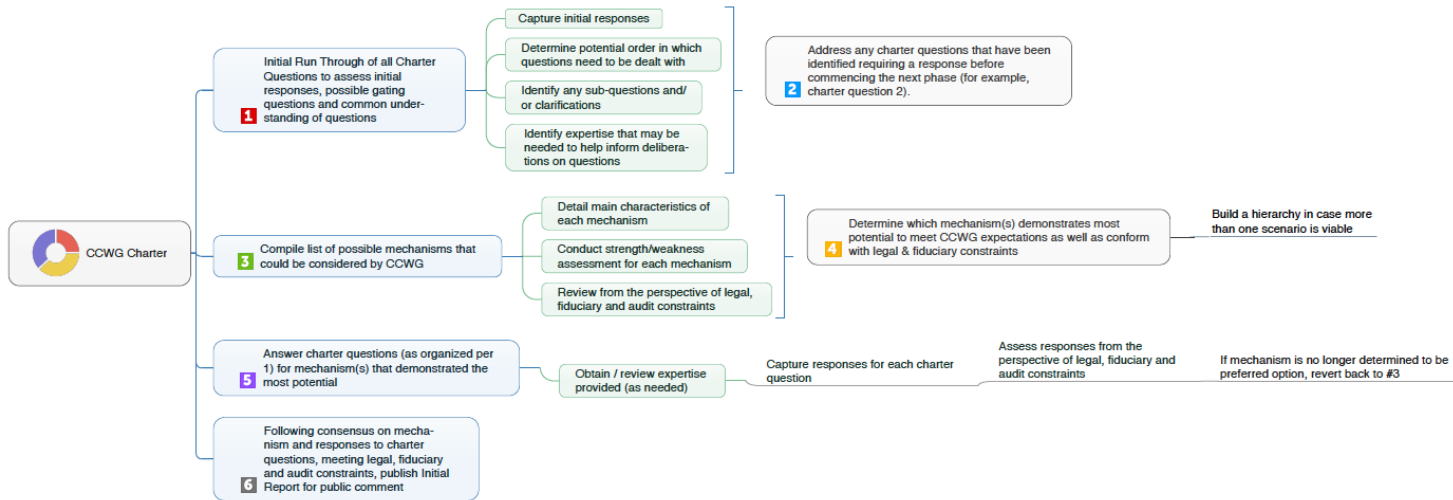 CCWG Charter
1
Initial Run Through of all Charter
Questions to assess initial
responses, possible gating
questions and common under-
standing of questions
Capture initial responses
Determine potential order in which
questions need to be dealt with
Identify any sub-questions and/
or clarifications
Identify expertise that may be
needed to help inform delibera-
tions on questions
2
Address any charter questions that have been
identified requiring a response before
commencing the next phase (for example,
charter question 2).
3
Compile list of possible mechanisms that
could be considered by CCWG
Detail main characteristics of
each mechanism
Conduct strength/weakness
assessment for each mechanism
Review from the perspective of legal,
fiduciary and audit constraints
4
Determine which mechanism(s) demonstrates most
potential to meet CCWG expectations as well as conform
with legal & fiduciary constraints
Build a hierarchy in case more
than one scenario is viable
5
Answer charter questions (as organized per
1) for mechanism(s) that demonstrated the
most potential
Obtain / review expertise
provided (as needed)
Capture responses for each charter
question
Assess responses from the
perspective of legal, fiduciary and
audit constraints
If mechanism is no longer determined to be
preferred option, revert back to #3
6
Following consensus on mecha-
nism and responses to charter
questions, meeting legal, fiduciary
and audit constraints, publish Initial
Report for public comment